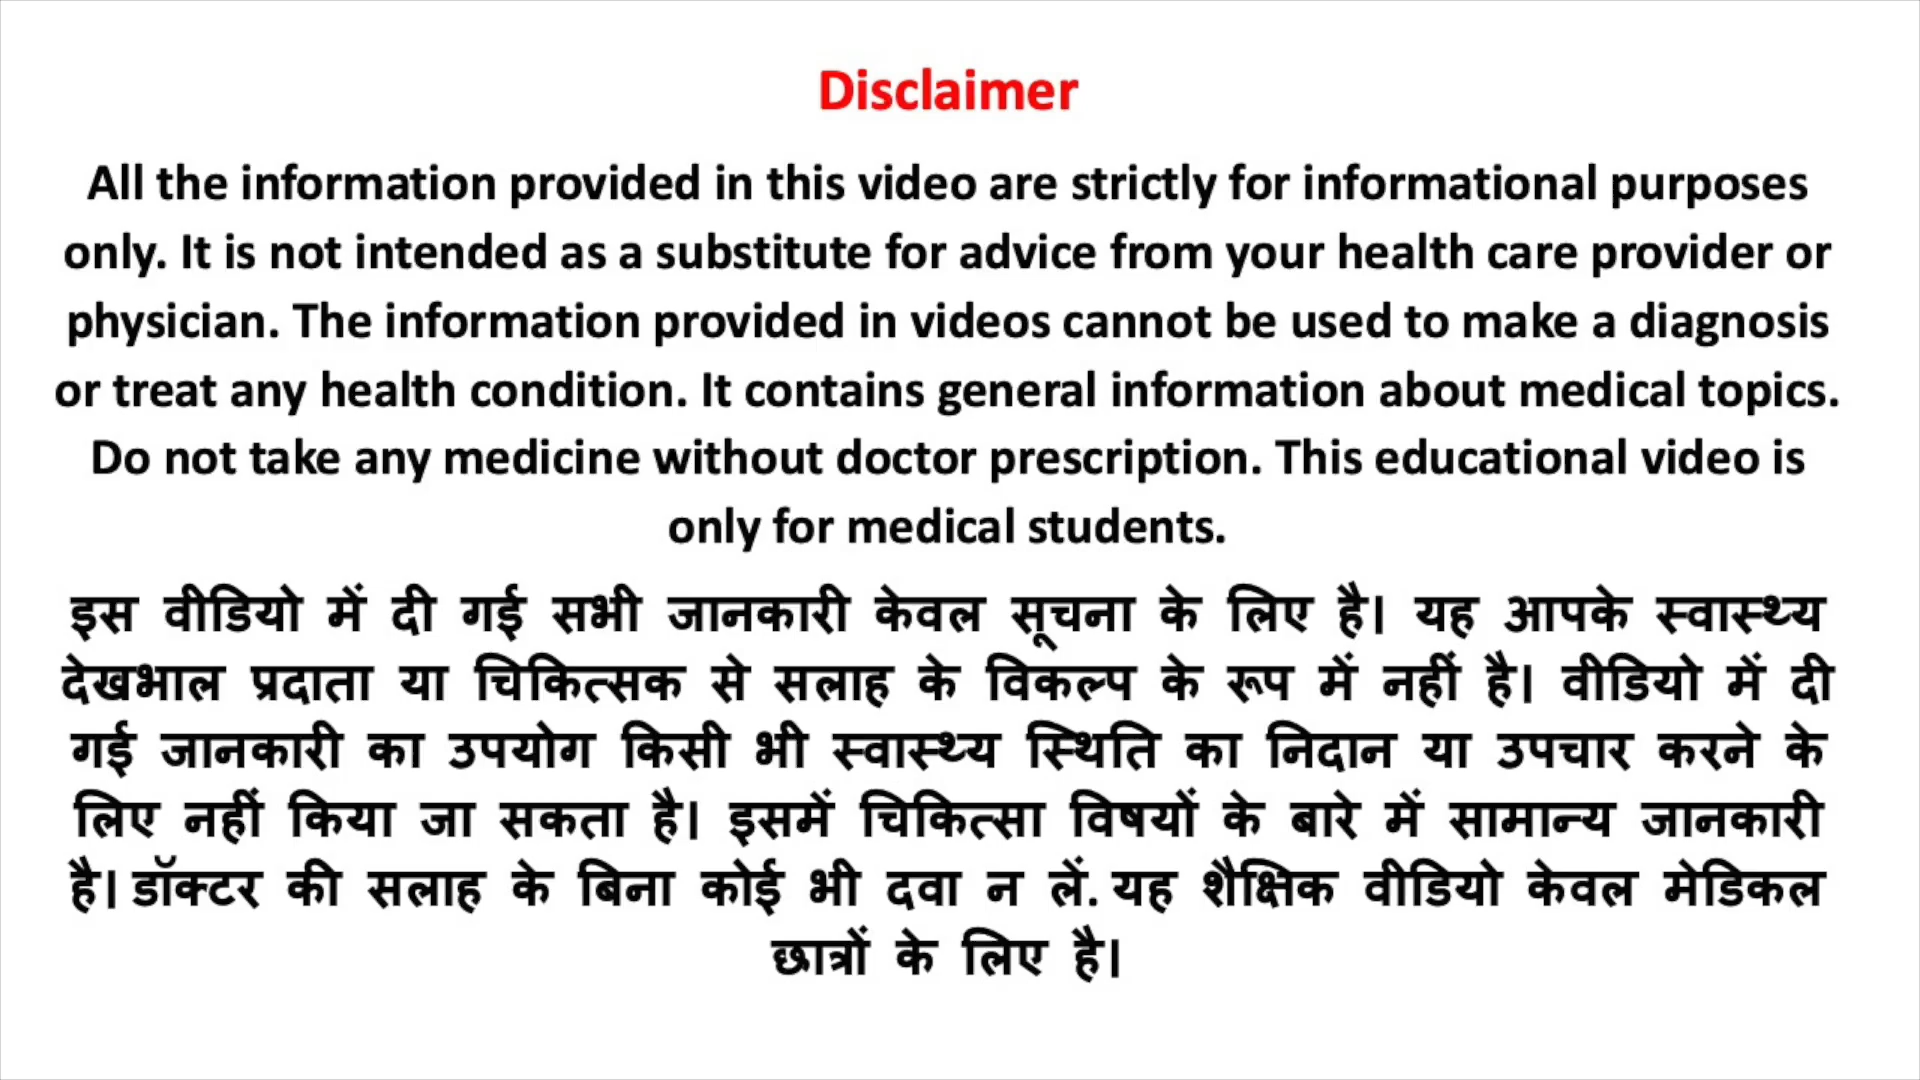 Disclaimer
All the information provided in this video are strictly for informational purposes
only. It is not intended as a substitute for advice from your health care provider or
physician. The information provided in videos cannot be used to make a diagnosis
or treat any health condition. It contains general information about medical topics.
Do not take any medicine without doctor prescription. This educational video is
only for medical students.
इस वीडियो में दी गई सभी जानकारी केवल सूचना के लिए है। यह आपके स्वास्थ्य
देखभाल प्रदाता या चिकित्सक से सलाह के विकल्प के रूप में नहीं है। वीडियो में दी
गई जानकारी का उपयोग किसी भी स्वास्थ्य स्थिति का निदान या उपचार करने के
लिए नहीं किया जा सकता है। इसमें चिकित्सा विषयों के बारे में सामान्य जानकारी
है। डॉक्टर की सलाह के बिना कोई भी दवा न लें. यह शैक्षिक वीडियो केवल मेडिकल
छात्रों के लिए है।